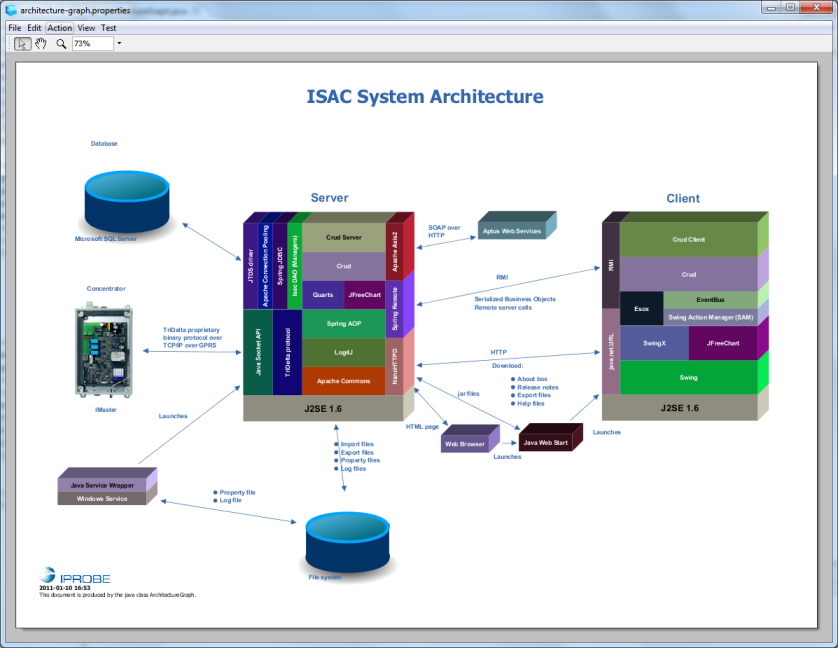 architecture-graph.properties
File Edit Action View Test
73%
ISAC System Architecture
Database
Microsoft SQL Server
Concentrator
IMaster
TriDelta proprietary
binary protocol over
TCP/IP over GPRS
Launches
Java Service Wrapper
Windows Service
Property file
Log file
Server
JTDS driver
Apache Connection Pooling
Spring JDBC
Isac DAO (Managers)
Crud Server
Crud
Quarts
JFreeChart
Apache Axis2
Spring Remote
Java Socket API
TriDelta protocol
Spring AOP
Log4J
Apache Commons
NanoHTTPD
J2SE 1.6
Import files
Export files
Property files
Log files
File system
SOAP over
HTTP
Aptus Web Services
RMI
Serialized Business Objects
Remote server calls
HTTP
Download:
About box
Release notes
Export files
Help files
jar files
HTML page
Web Browser
Launches
Java Web Start
Launches
Client
RMI
java.net.URL
Crud Client
Crud
Esox
EventBus
Swing Action Manager (SAM)
SwingX
JFreeChart
Swing
J2SE 1.6
IPROBE
2011-01-10 16:53
This document is produced by the java class ArchitectureGraph.